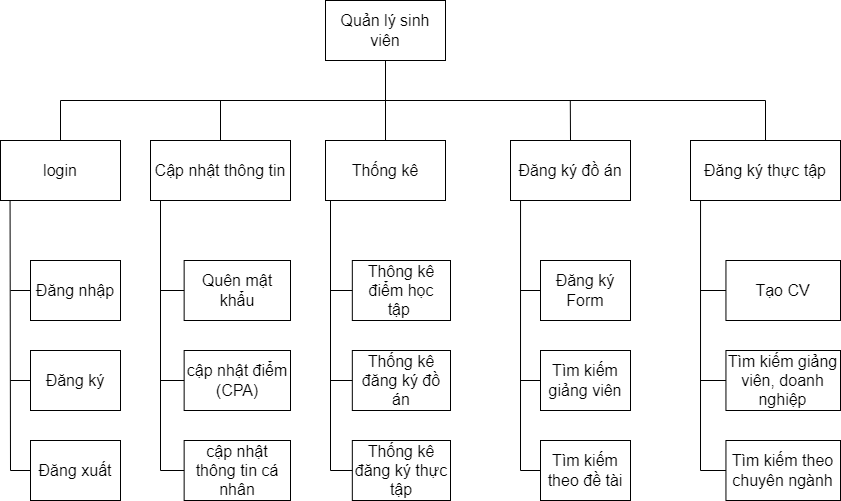 Quản lý sinh
viên
login
Cập nhật thông tin
Thống kê
Đăng ký đồ án
Đăng ký thực tập
Đăng nhập
Quên mật
khẩu
Thông kê
điểm học
tập
Đăng ký
Form
Tạo CV
Đăng ký
cập nhật điểm
(CPA)
Thống kê
đăng ký đồ
án
Tìm kiếm
giảng viên
Tìm kiếm giảng
viên, doanh
nghiệp
Đăng xuất
cập nhật
thông tin cá
nhân
Thống kê
đăng ký thực
tập
Tìm kiếm
theo đề tài
Tìm kiếm theo
chuyên ngành